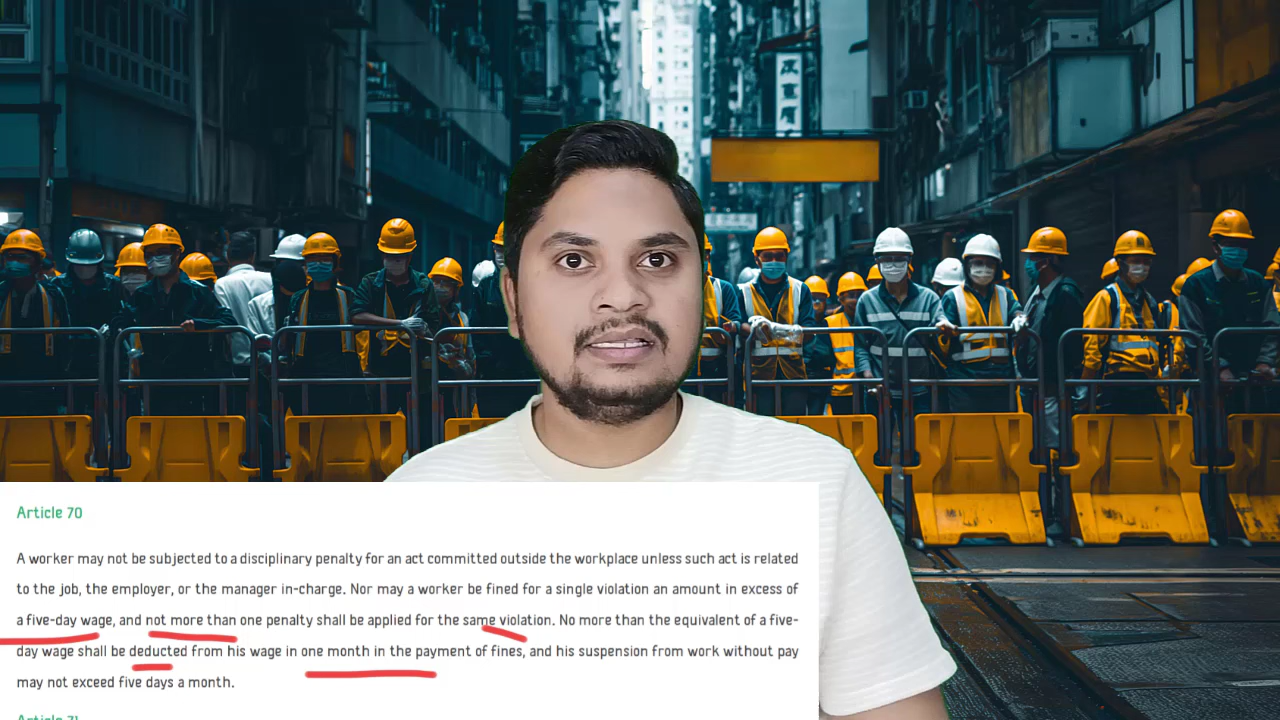 Article 70
A worker may not be subjected to a disciplinary penalty for an act committed outside the workplace unless such act is related
to the job, the employer, or the manager in-charge. Nor may a worker be fined for a single violation an amount in excess of
a five-day wage, and not more than one penalty shall be applied for the same violation. No more than the equivalent of a five-
day wage shall be deducted from his wage in one month in the payment of fines, and his suspension from work without pay
may not exceed five days a month.
Article 71